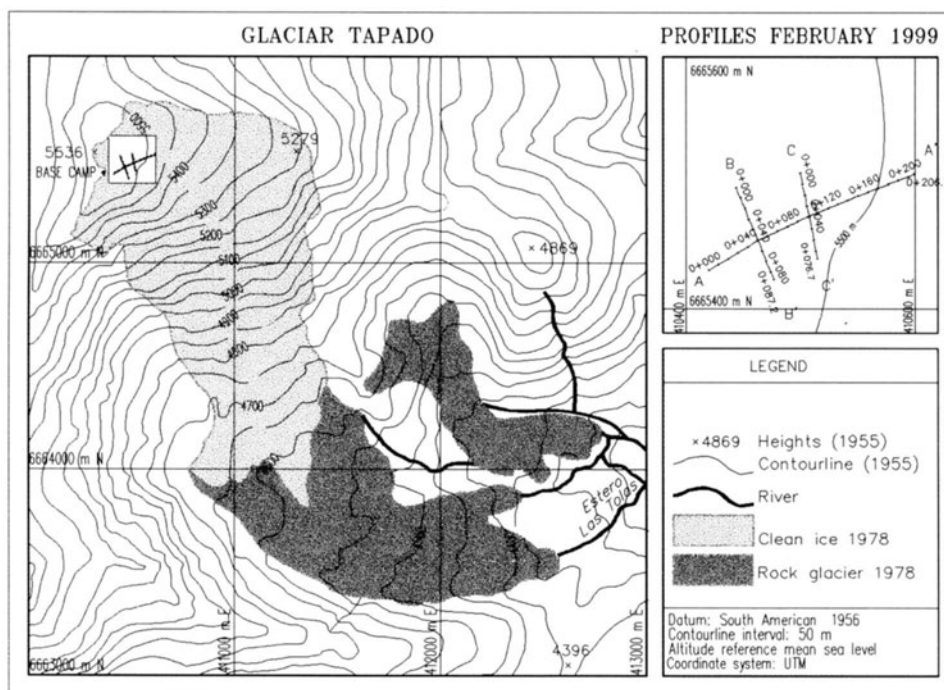 GLACIAR TAPADO
PROFILES FEBRUARY 1999
5536
BASE CAMP
5500
5400
5279
5300
5200
5100
6665000 m N
4869
4700
6664000 m N
Estero
Las Tolas
411000 m E
412000 m E
413000 m E
6663000 m N
4396
6665600 m N
B
0+000
C
0+000
A'
0+200
0+206.
0+160
0+120
0+080
0+040
0+040
0+040
0+000
A
0+080
0+087.2
B'
0+076.7
C'
5500 m
6665400 m N
410400 m E
410600 m E
LEGEND
×4869 Heights (1955)
Contourline (1955)
River
Clean ice 1978
Rock glacier 1978
Datum: South American 1956
Contourline interval: 50 m
Altitude reference mean sea level
Coordinate system: UTM